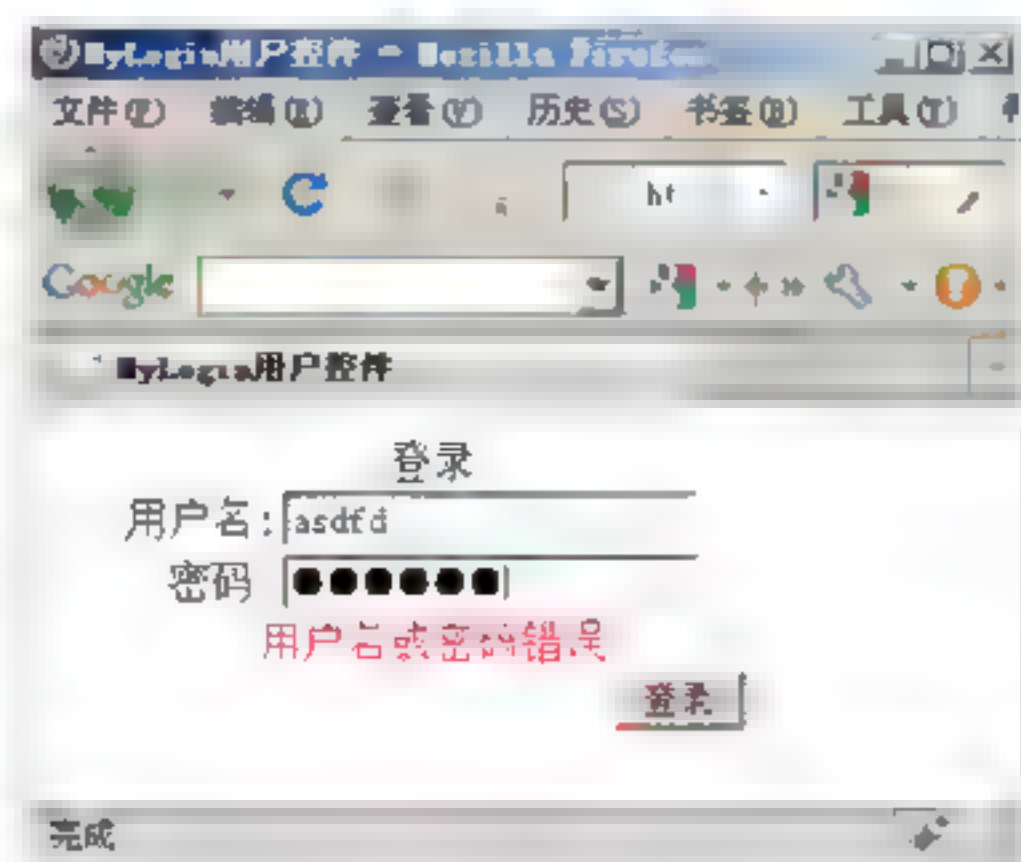 MyLogin用户控件 - Mozilla Firefox
文件(F) 编辑(E) 查看(V) 历史(S) 书签(B) 工具(T)
ht
Google
MyLogin用户控件
登录
用户名:asdfd
密码 ●●●●●●
用户名或密码错误
登录
完成